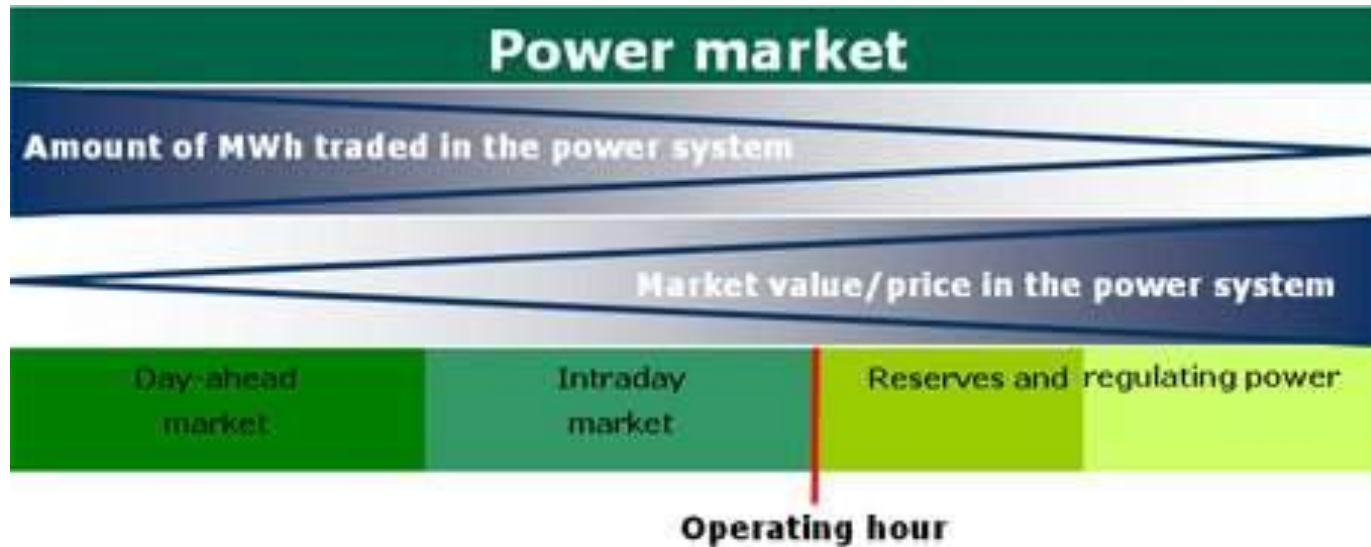 Power market
Amount of MWh traded in the power system
Market value/price in the power system
Day-ahead
market
Intraday
market
Reserves and regulating power
Operating hour